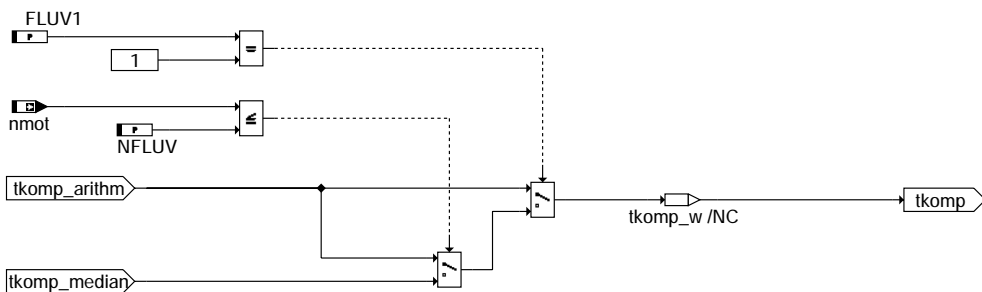 FLUV1
P
=
1
nmot
≤
P
NFLUV
tkomp_arithm
tkomp_w /NC
tkomp
tkomp_median